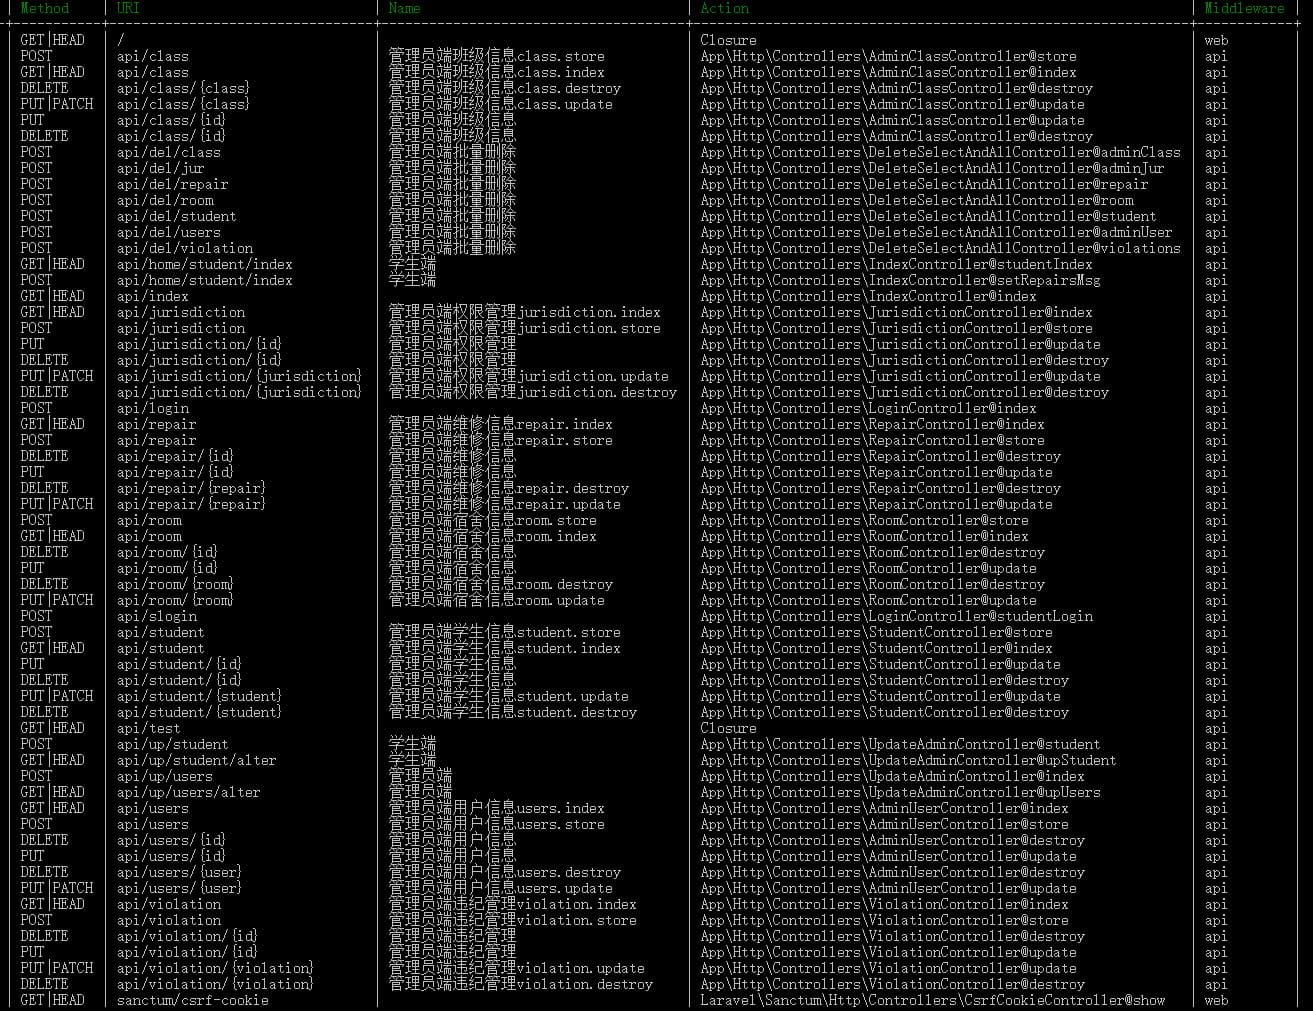 Method | URI | Name | Action | Middleware
GET|HEAD | / | | Closure | web
POST | api/class | 管理员端班级信息class.store | App\Http\Controllers\AdminClassController@store | api
GET|HEAD | api/class | 管理员端班级信息class.index | App\Http\Controllers\AdminClassController@index | api
DELETE | api/class/{class} | 管理员端班级信息class.destroy | App\Http\Controllers\AdminClassController@destroy | api
PUT|PATCH | api/class/{class} | 管理员端班级信息class.update | App\Http\Controllers\AdminClassController@update | api
PUT | api/class/{id} | 管理员端班级信息 | App\Http\Controllers\AdminClassController@update | api
DELETE | api/class/{id} | 管理员端班级信息 | App\Http\Controllers\AdminClassController@destroy | api
POST | api/del/class | 管理员端批量删除 | App\Http\Controllers\DeleteSelectAndAllController@adminClass | api
POST | api/del/jur | 管理员端批量删除 | App\Http\Controllers\DeleteSelectAndAllController@adminJur | api
POST | api/del/repair | 管理员端批量删除 | App\Http\Controllers\DeleteSelectAndAllController@repair | api
POST | api/del/room | 管理员端批量删除 | App\Http\Controllers\DeleteSelectAndAllController@room | api
POST | api/del/student | 管理员端批量删除 | App\Http\Controllers\DeleteSelectAndAllController@student | api
POST | api/del/users | 管理员端批量删除 | App\Http\Controllers\DeleteSelectAndAllController@adminUser | api
POST | api/del/violation | 管理员端批量删除 | App\Http\Controllers\DeleteSelectAndAllController@violations | api
GET|HEAD | api/home/student/index | 学生端 | App\Http\Controllers\IndexController@studentIndex | api
POST | api/home/student/index | 学生端 | App\Http\Controllers\IndexController@setRepairsMsg | api
GET|HEAD | api/index | | App\Http\Controllers\IndexController@index | api
GET|HEAD | api/jurisdiction | 管理员端权限管理jurisdiction.index | App\Http\Controllers\JurisdictionController@index | api
POST | api/jurisdiction | 管理员端权限管理jurisdiction.store | App\Http\Controllers\JurisdictionController@store | api
PUT | api/jurisdiction/{id} | 管理员端权限管理 | App\Http\Controllers\JurisdictionController@update | api
DELETE | api/jurisdiction/{id} | 管理员端权限管理 | App\Http\Controllers\JurisdictionController@destroy | api
PUT|PATCH | api/jurisdiction/{jurisdiction} | 管理员端权限管理jurisdiction.update | App\Http\Controllers\JurisdictionController@update | api
DELETE | api/jurisdiction/{jurisdiction} | 管理员端权限管理jurisdiction.destroy | App\Http\Controllers\JurisdictionController@destroy | api
POST | api/login | | App\Http\Controllers\LoginController@index | api
GET|HEAD | api/repair | 管理员端维修信息repair.index | App\Http\Controllers\RepairController@index | api
POST | api/repair | 管理员端维修信息repair.store | App\Http\Controllers\RepairController@store | api
DELETE | api/repair/{id} | 管理员端维修信息 | App\Http\Controllers\RepairController@destroy | api
PUT | api/repair/{id} | 管理员端维修信息 | App\Http\Controllers\RepairController@update | api
DELETE | api/repair/{repair} | 管理员端维修信息repair.destroy | App\Http\Controllers\RepairController@destroy | api
PUT|PATCH | api/repair/{repair} | 管理员端维修信息repair.update | App\Http\Controllers\RepairController@update | api
POST | api/room | 管理员端宿舍信息room.store | App\Http\Controllers\RoomController@store | api
GET|HEAD | api/room | 管理员端宿舍信息room.index | App\Http\Controllers\RoomController@index | api
DELETE | api/room/{id} | 管理员端宿舍信息 | App\Http\Controllers\RoomController@destroy | api
PUT | api/room/{id} | 管理员端宿舍信息 | App\Http\Controllers\RoomController@update | api
DELETE | api/room/{room} | 管理员端宿舍信息room.destroy | App\Http\Controllers\RoomController@destroy | api
PUT|PATCH | api/room/{room} | 管理员端宿舍信息room.update | App\Http\Controllers\RoomController@update | api
POST | api/slogin | | App\Http\Controllers\LoginController@studentLogin | api
POST | api/student | 管理员端学生信息student.store | App\Http\Controllers\StudentController@store | api
GET|HEAD | api/student | 管理员端学生信息student.index | App\Http\Controllers\StudentController@index | api
PUT | api/student/{id} | 管理员端学生信息 | App\Http\Controllers\StudentController@update | api
DELETE | api/student/{id} | 管理员端学生信息 | App\Http\Controllers\StudentController@destroy | api
PUT|PATCH | api/student/{student} | 管理员端学生信息student.update | App\Http\Controllers\StudentController@update | api
DELETE | api/student/{student} | 管理员端学生信息student.destroy | App\Http\Controllers\StudentController@destroy | api
GET|HEAD | api/test | | Closure | api
POST | api/up/student | 学生端 | App\Http\Controllers\UpdateAdminController@student | api
GET|HEAD | api/up/student/alter | 学生端 | App\Http\Controllers\UpdateAdminController@upStudent | api
POST | api/up/users | 管理员端 | App\Http\Controllers\UpdateAdminController@index | api
GET|HEAD | api/up/users/alter | 管理员端 | App\Http\Controllers\UpdateAdminController@upUsers | api
GET|HEAD | api/users | 管理员端用户信息users.index | App\Http\Controllers\AdminUserController@index | api
POST | api/users | 管理员端用户信息users.store | App\Http\Controllers\AdminUserController@store | api
DELETE | api/users/{id} | 管理员端用户信息 | App\Http\Controllers\AdminUserController@destroy | api
PUT | api/users/{id} | 管理员端用户信息 | App\Http\Controllers\AdminUserController@update | api
DELETE | api/users/{user} | 管理员端用户信息users.destroy | App\Http\Controllers\AdminUserController@destroy | api
PUT|PATCH | api/users/{user} | 管理员端用户信息users.update | App\Http\Controllers\AdminUserController@update | api
GET|HEAD | api/violation | 管理员端违纪管理violation.index | App\Http\Controllers\ViolationController@index | api
POST | api/violation | 管理员端违纪管理violation.store | App\Http\Controllers\ViolationController@store | api
DELETE | api/violation/{id} | 管理员端违纪管理 | App\Http\Controllers\ViolationController@destroy | api
PUT | api/violation/{id} | 管理员端违纪管理 | App\Http\Controllers\ViolationController@update | api
PUT|PATCH | api/violation/{violation} | 管理员端违纪管理violation.update | App\Http\Controllers\ViolationController@update | api
DELETE | api/violation/{violation} | 管理员端违纪管理violation.destroy | App\Http\Controllers\ViolationController@destroy | api
GET|HEAD | sanctum/csrf-cookie | | Laravel\Sanctum\Http\Controllers\CsrfCookieController@show | web